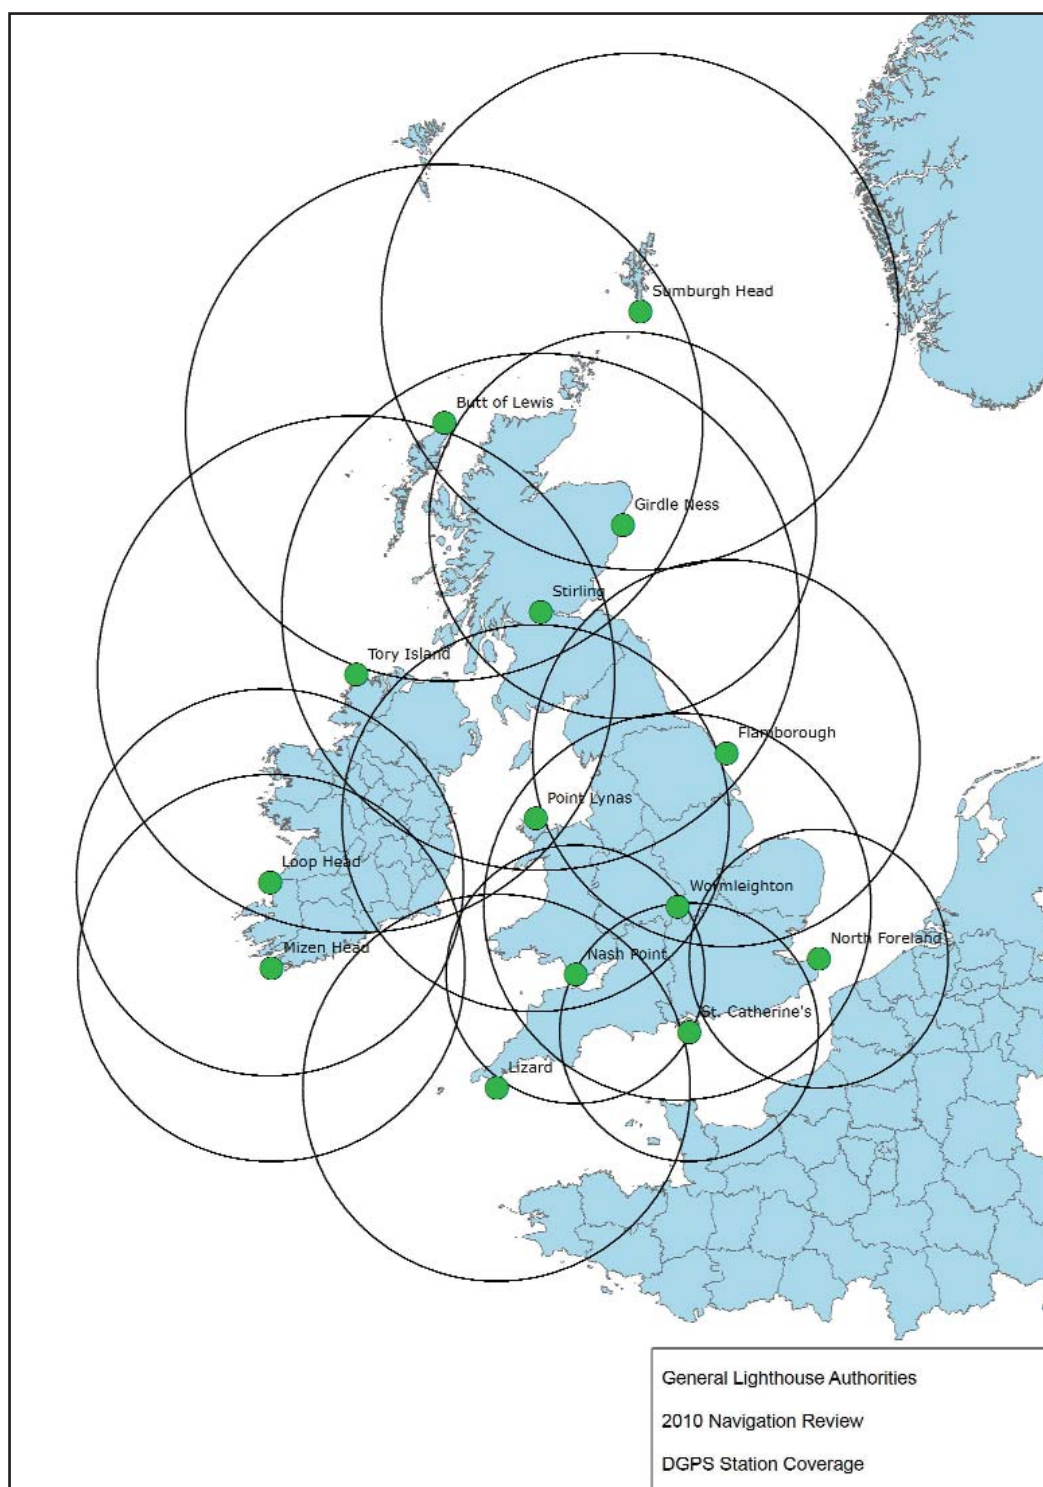 Sumburgh Head
Butt of Lewis
Girdle Ness
Stirling
Tory Island
Flamborough
Point Lynas
Loop Head
Wormleighton
Mizen Head
Nash Point
North Foreland
St. Catherine's
Lizard
General Lighthouse Authorities
2010 Navigation Review
DGPS Station Coverage